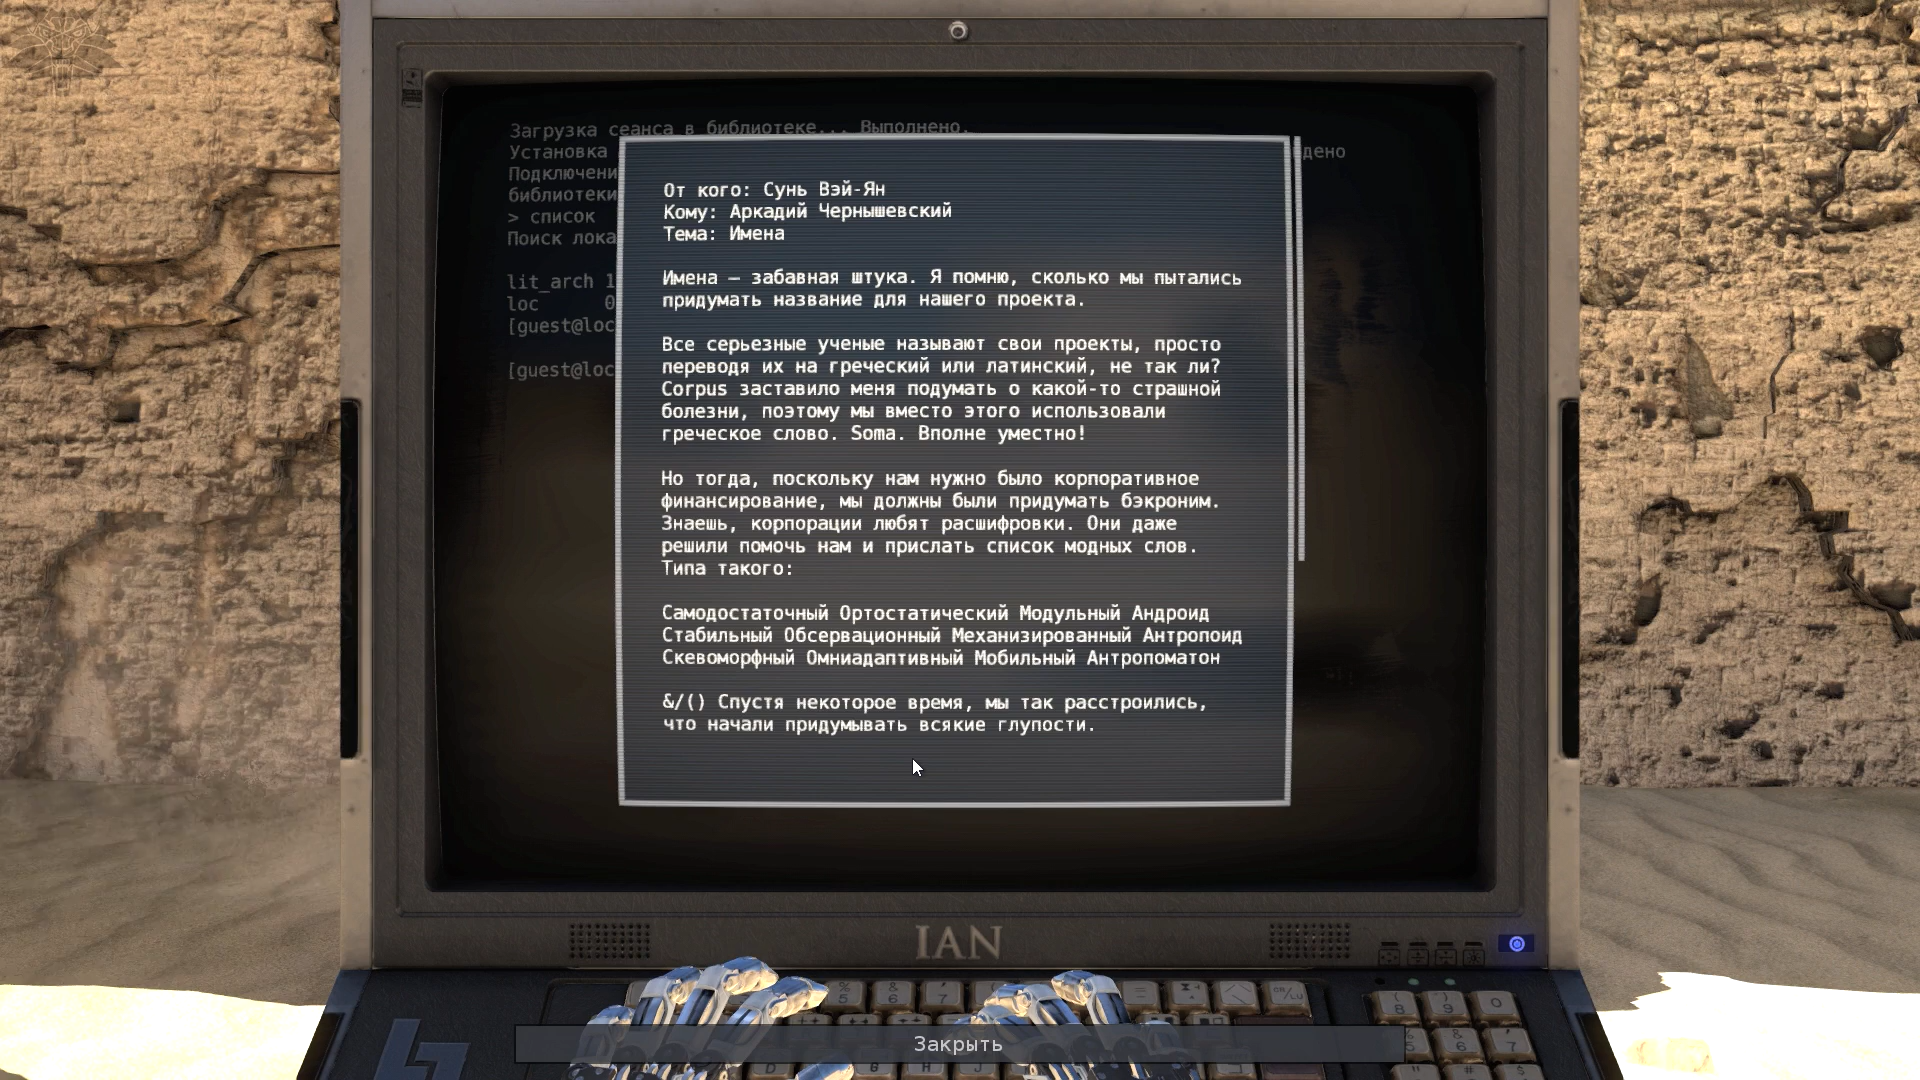 Загрузка сеанса в библиотеке... Выполнено.
Установка
Подключени
библиотеки
> список
Поиск лока
lit_arch 1
loc 0
[guest@loc
[guest@loc
дено
От кого: Сунь Вэй-Ян
Кому: Аркадий Чернышевский
Тема: Имена
Имена — забавная штука. Я помню, сколько мы пытались
придумать название для нашего проекта.
Все серьезные ученые называют свои проекты, просто
переводя их на греческий или латинский, не так ли?
Corpus заставило меня подумать о какой-то страшной
болезни, поэтому мы вместо этого использовали
греческое слово. Soma. Вполне уместно!
Но тогда, поскольку нам нужно было корпоративное
финансирование, мы должны были придумать бэкроним.
Знаешь, корпорации любят расшифровки. Они даже
решили помочь нам и прислать список модных слов.
Типа такого:
Самодостаточный Ортостатический Модульный Андроид
Стабильный Обсервационный Механизированный Антропоид
Скевоморфный Омниадаптивный Мобильный Антропоматон
&/() Спустя некоторое время, мы так расстроились,
что начали придумывать всякие глупости.
IAN
Закрыть